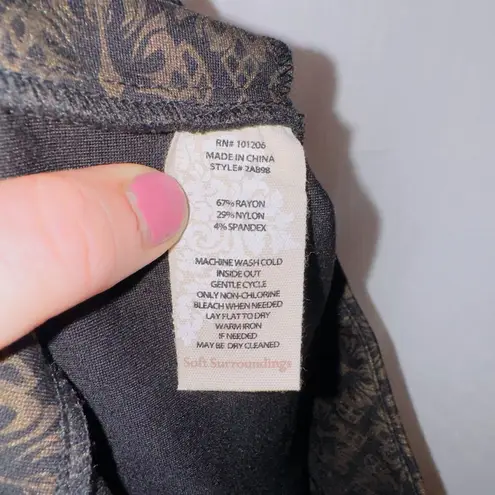 RN# 101206
MADE IN CHINA
STYLE# 2AB98
67% RAYON
29% NYLON
4% SPANDEX
MACHINE WASH COLD
INSIDE OUT
GENTLE CYCLE
ONLY NON-CHLORINE
BLEACH WHEN NEEDED
LAY FLAT TO DRY
WARM IRON
IF NEEDED
MAY BE DRY CLEANED
Soft Surroundings